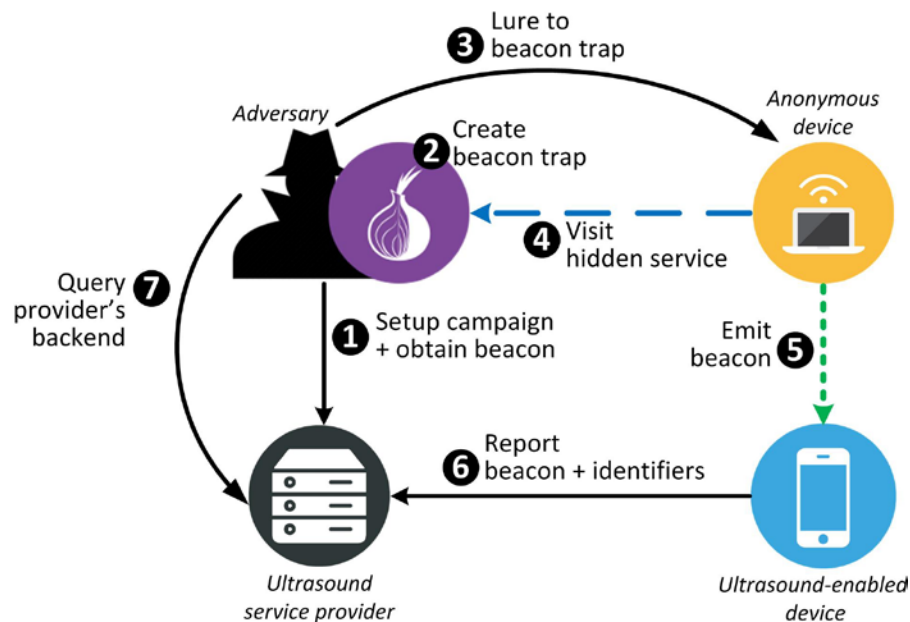 3 Lure to
beacon trap
Adversary
Anonymous
device
2 Create
beacon trap
4 Visit
hidden service
Query 7
provider's
backend
1 Setup campaign
+ obtain beacon
Emit 5
beacon
6 Report
beacon + identifiers
Ultrasound
service provider
Ultrasound-enabled
device